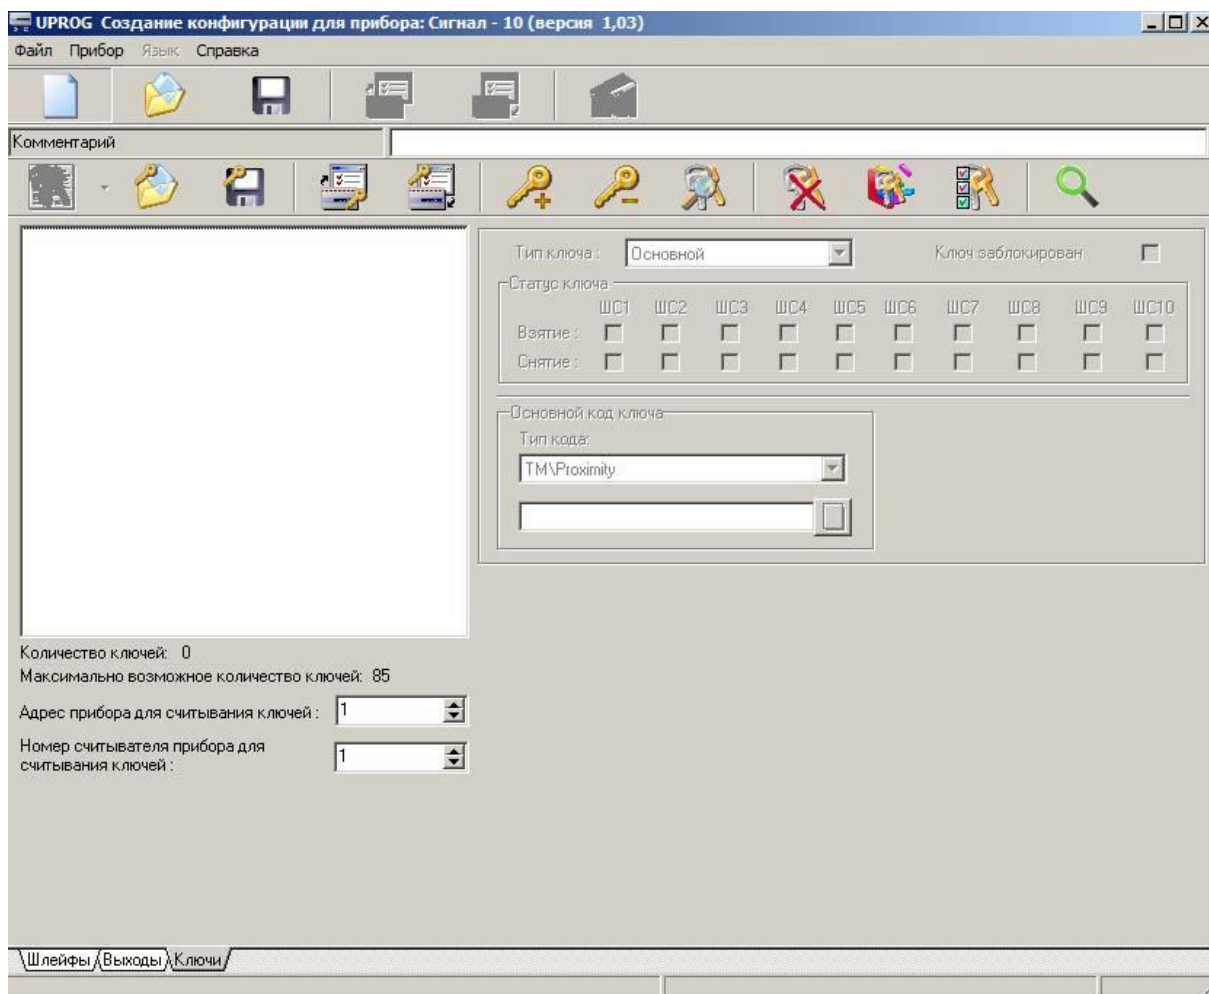 UPROG Создание конфигурации для прибора: Сигнал - 10 (версия 1,03)
Файл Прибор Язык Справка
Комментарий
Тип ключа : Основной Ключ заблокирован
Статус ключа
ШС1 ШС2 ШС3 ШС4 ШС5 ШС6 ШС7 ШС8 ШС9 ШС10
Взятие :
Снятие :
Основной код ключа
Тип кода:
TM\Proximity
Количество ключей: 0
Максимально возможное количество ключей: 85
Адрес прибора для считывания ключей : 1
Номер считывателя прибора для
считывания ключей : 1
Шлейфы Выходы Ключи